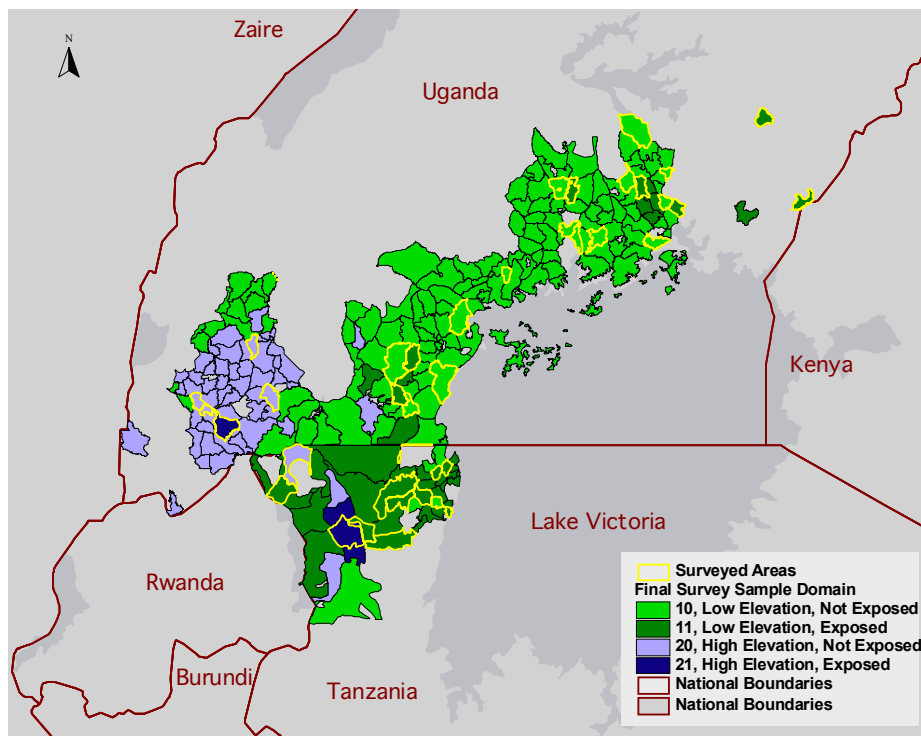 Zaire
N
Uganda
Kenya
Lake Victoria
Rwanda
Burundi
Tanzania
Surveyed Areas
Final Survey Sample Domain
10, Low Elevation, Not Exposed
11, Low Elevation, Exposed
20, High Elevation, Not Exposed
21, High Elevation, Exposed
National Boundaries
National Boundaries